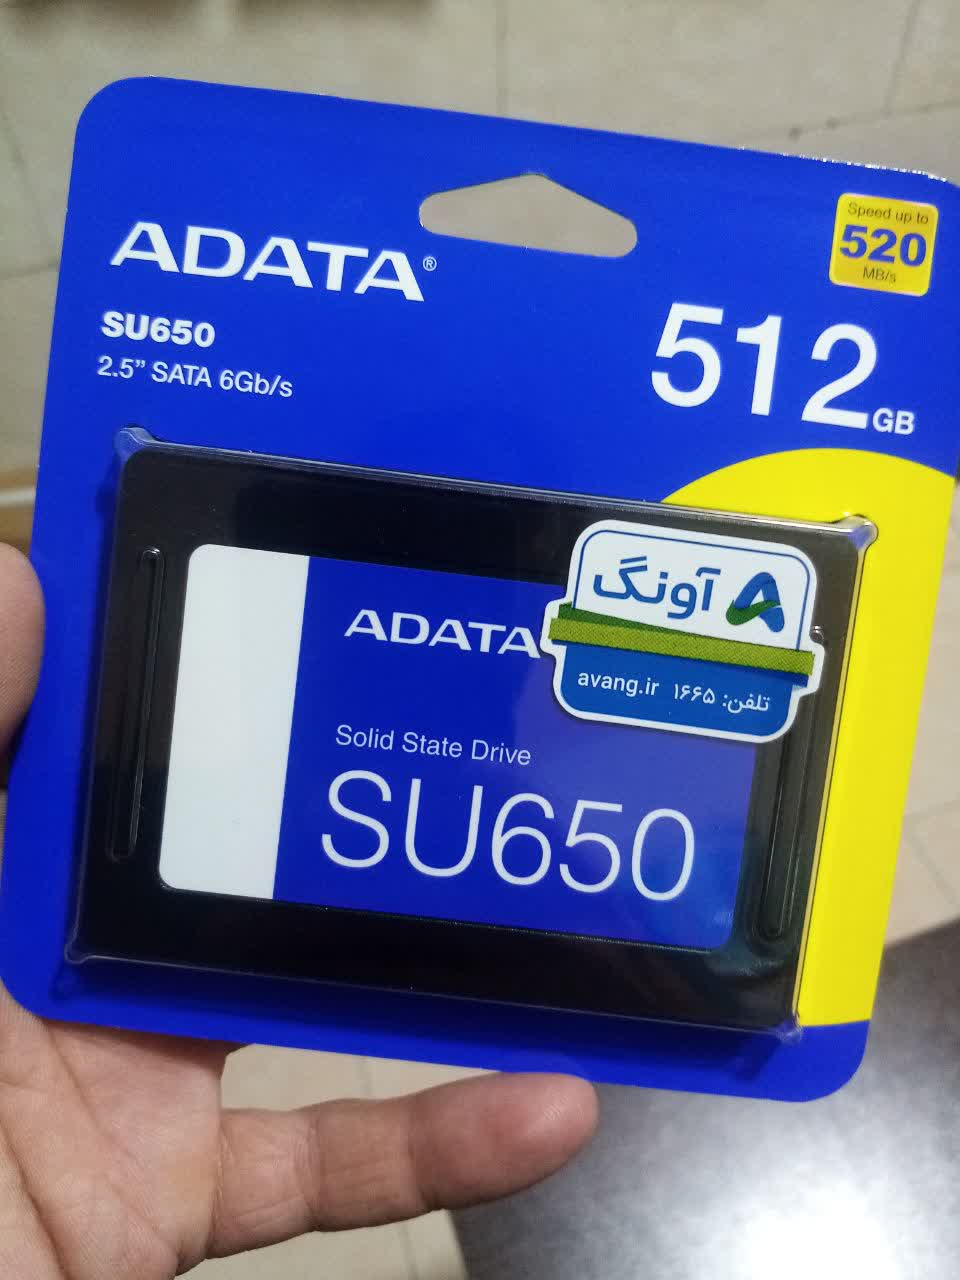 Speed up to
520
MB/s
ADATA®
SU650
2.5” SATA 6Gb/s
512GB
آونگ
تلفن: ۱۶۶۵ avang.ir
ADATA
Solid State Drive
SU650